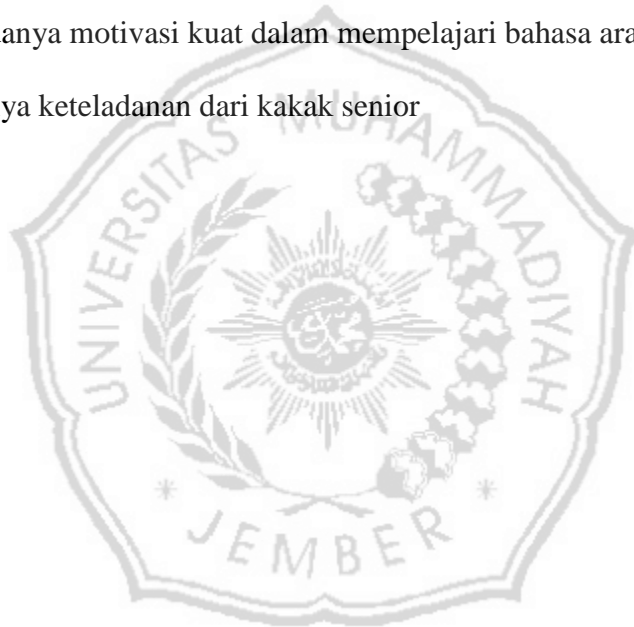 anya motivasi kuat dalam mempelajari bahasa ara
ya keteladanan dari kakak senior
UNIVERSITAS MUHAMMADIYAH
JEMBER